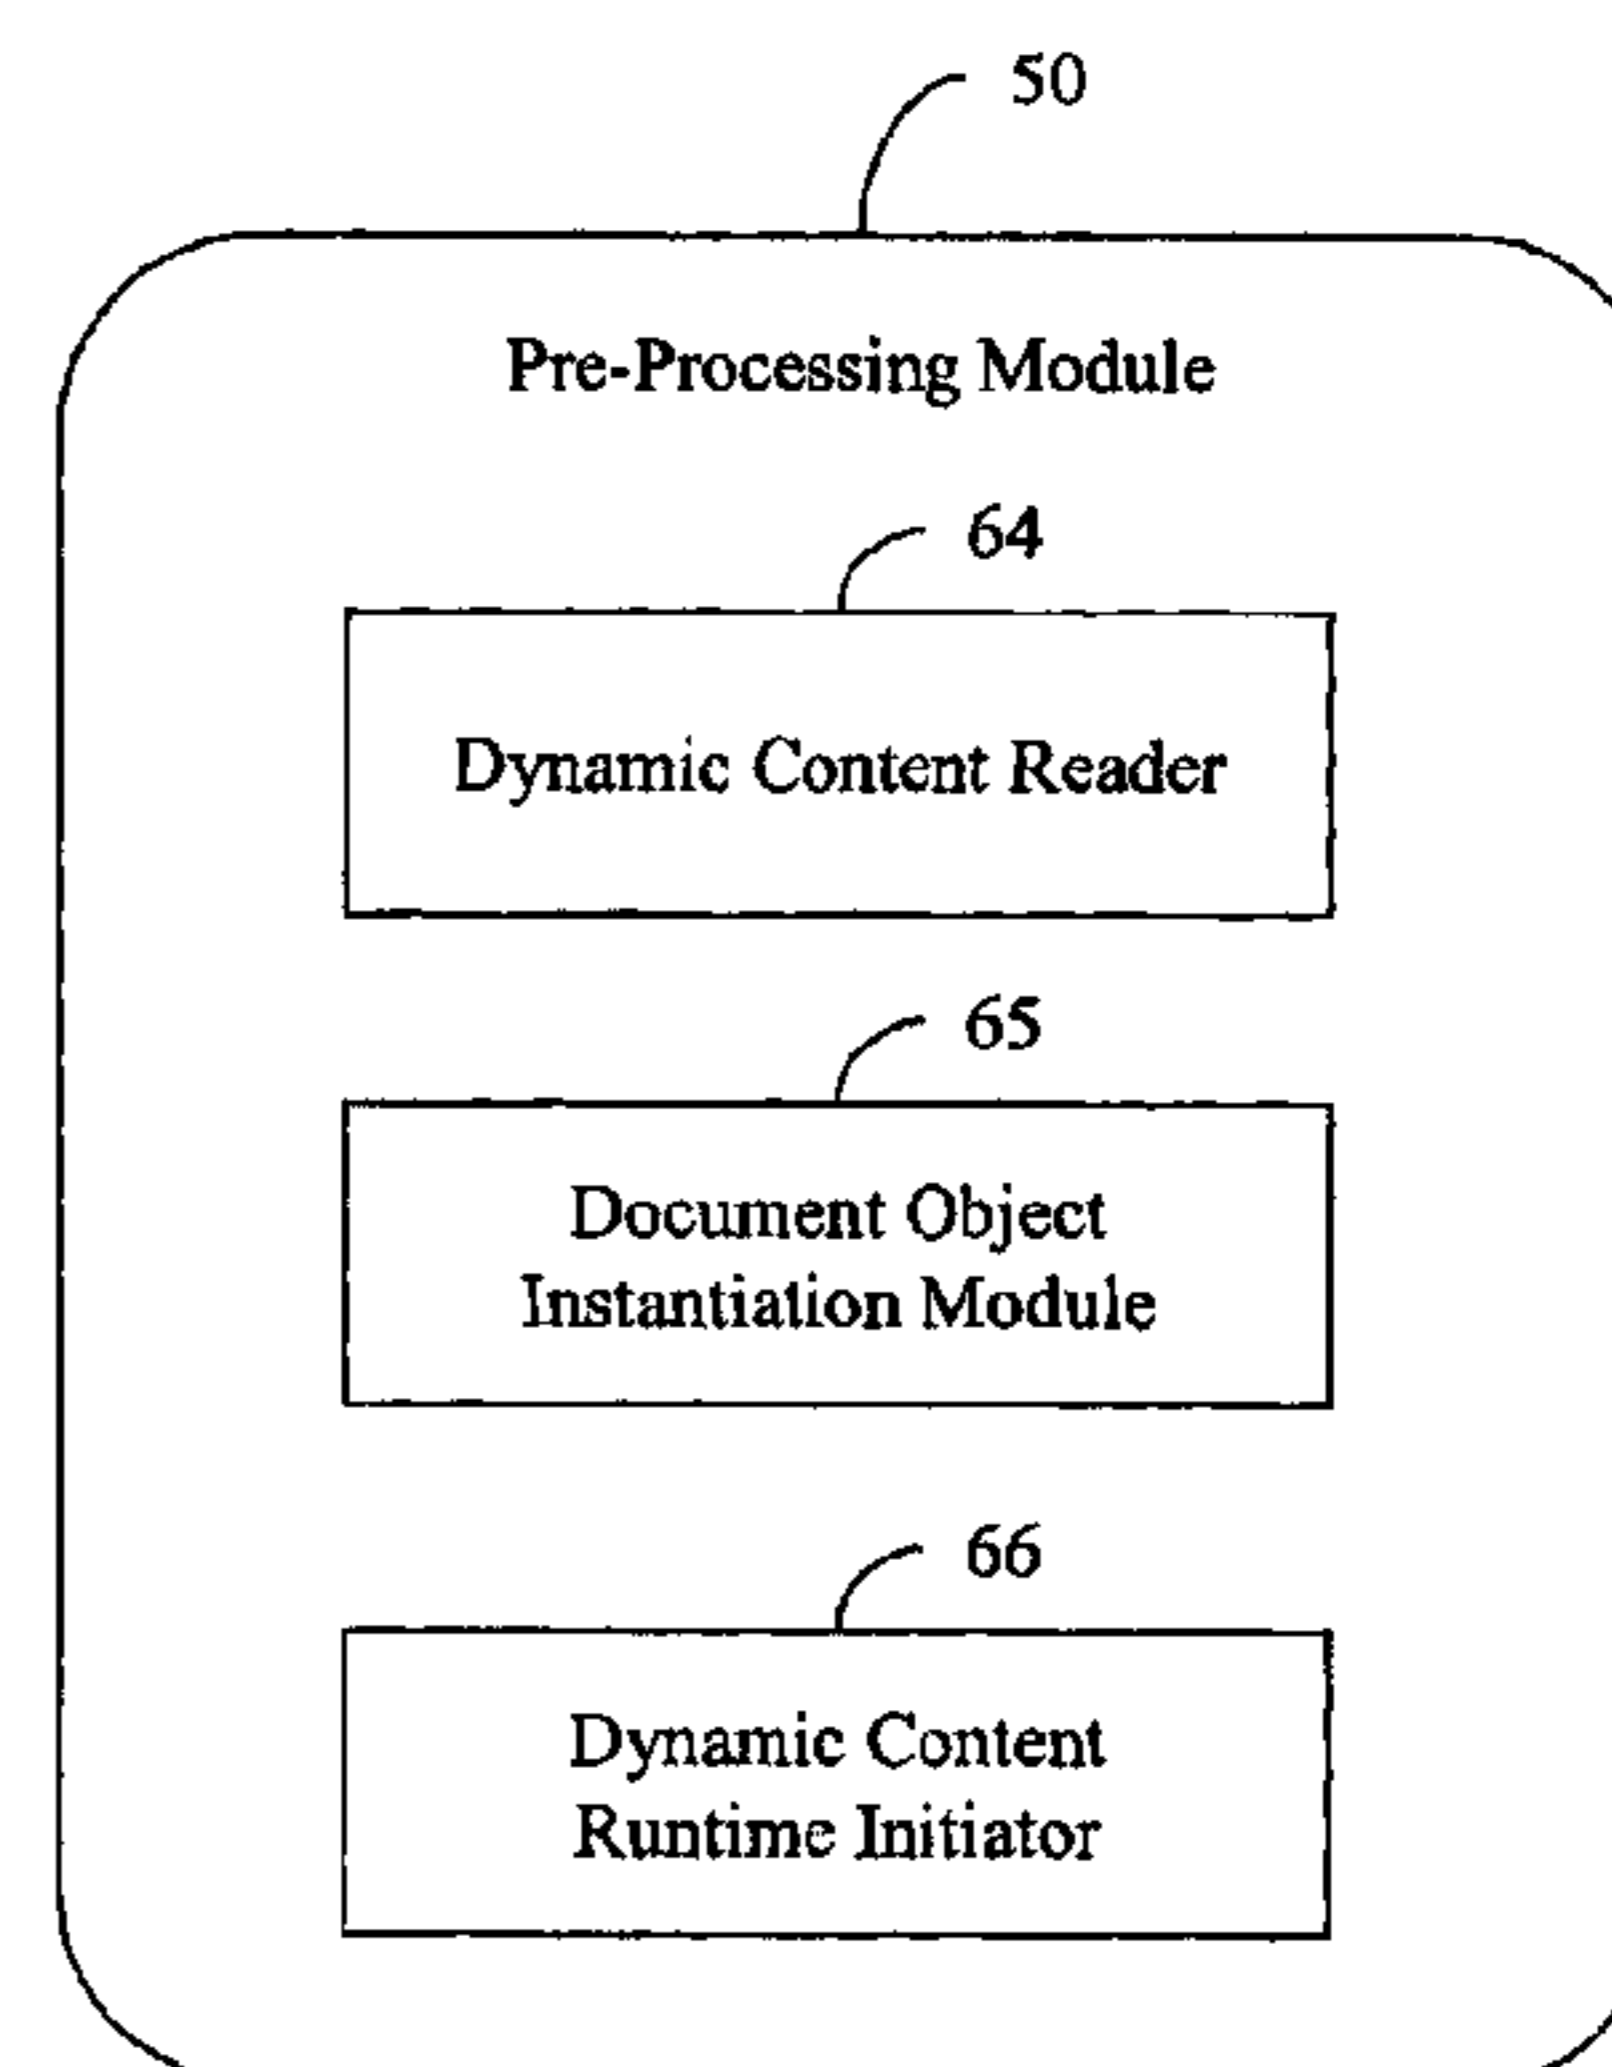 50
Pre-Processing Module
64
Dynamic Content Reader
65
Document Object
Instantiation Module
66
Dynamic Content
Runtime Initiator